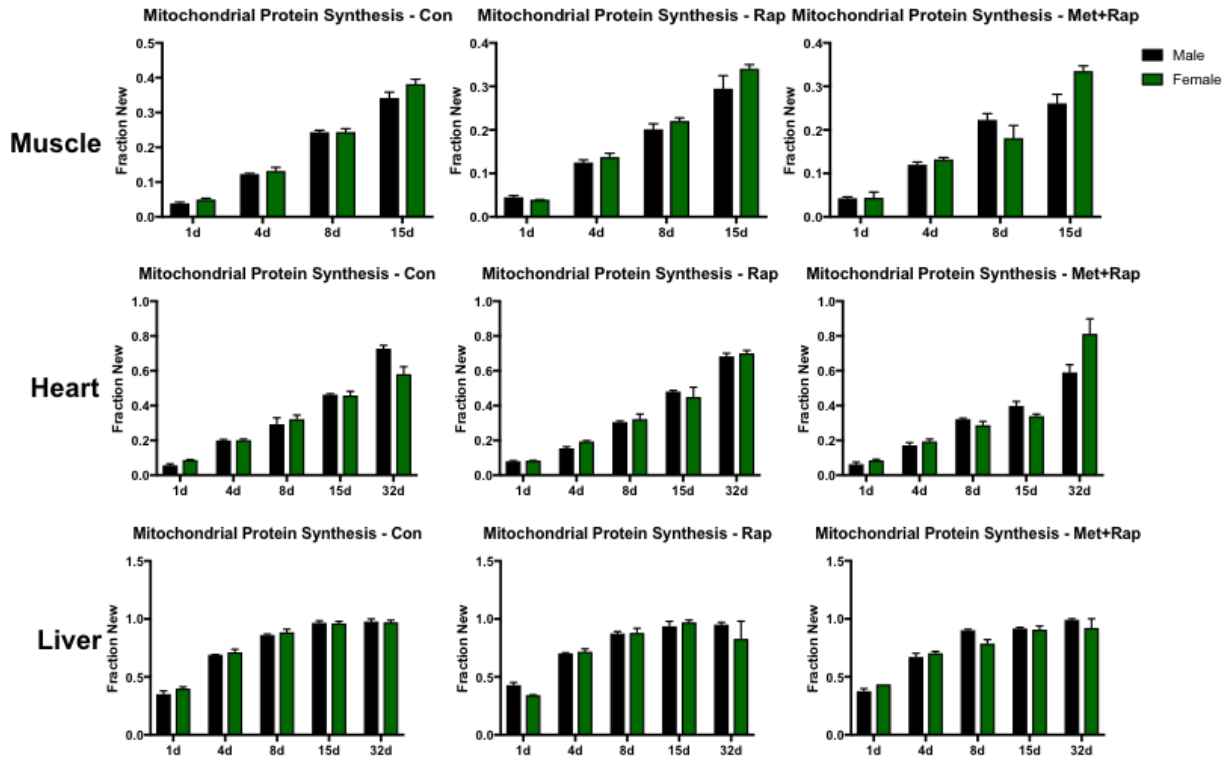 Mitochondrial Protein Synthesis - Con
Mitochondrial Protein Synthesis - Rap
Mitochondrial Protein Synthesis - Met+Rap
Male
Female
Muscle
Fraction New
0.5
0.4
0.3
0.2
0.1
0.0
1d 4d 8d 15d
Fraction New
0.4
0.3
0.2
0.1
0.0
1d 4d 8d 15d
Fraction New
0.4
0.3
0.2
0.1
0.0
1d 4d 8d 15d
Mitochondrial Protein Synthesis - Con
Mitochondrial Protein Synthesis - Rap
Mitochondrial Protein Synthesis - Met+Rap
Heart
Fraction New
1.0
0.8
0.6
0.4
0.2
0.0
1d 4d 8d 15d 32d
Fraction New
1.0
0.8
0.6
0.4
0.2
0.0
1d 4d 8d 15d 32d
Fraction New
1.0
0.8
0.6
0.4
0.2
0.0
1d 4d 8d 15d 32d
Mitochondrial Protein Synthesis - Con
Mitochondrial Protein Synthesis - Rap
Mitochondrial Protein Synthesis - Met+Rap
Liver
Fraction New
1.5
1.0
0.5
0.0
1d 4d 8d 15d 32d
Fraction New
1.5
1.0
0.5
0.0
1d 4d 8d 15d 32d
Fraction New
1.5
1.0
0.5
0.0
1d 4d 8d 15d 32d